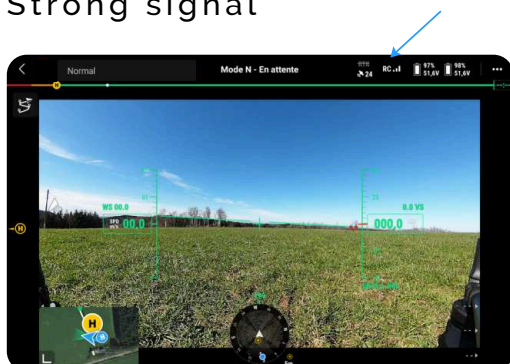 Strong signal
Normal
Mode N - En attente
24
RC
97%
51,6V
98%
51,6V
H
WS 00.0
0.0 VS
SPD
00,0
000,0
H
H